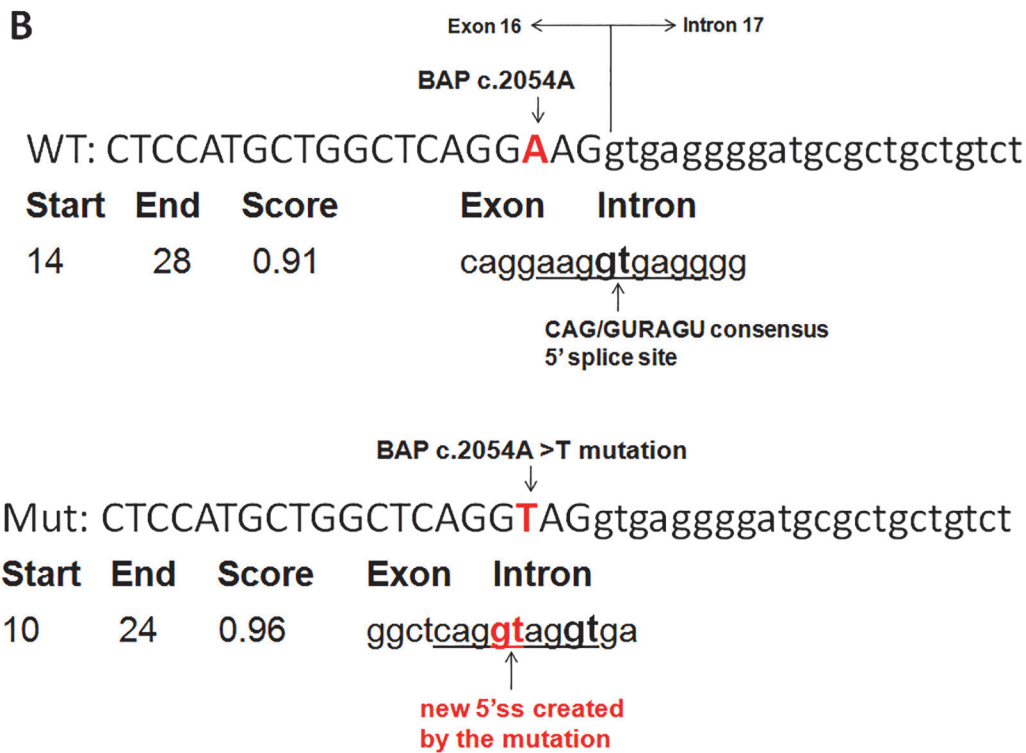 B
Exon 16 Intron 17
BAP c.2054A
WT: CTCCATGCTGGCTCAGGAAGgtgaggggatgcgctgctgtct
Start End Score Exon Intron
14 28 0.91 caggaaggtgagggg
CAG/GURAGU consensus
5' splice site
BAP c.2054A >T mutation
Mut: CTCCATGCTGGCTCAGGTAGgtgaggggatgcgctgctgtct
Start End Score Exon Intron
10 24 0.96 ggctcaggtaggtga
new 5'ss created
by the mutation